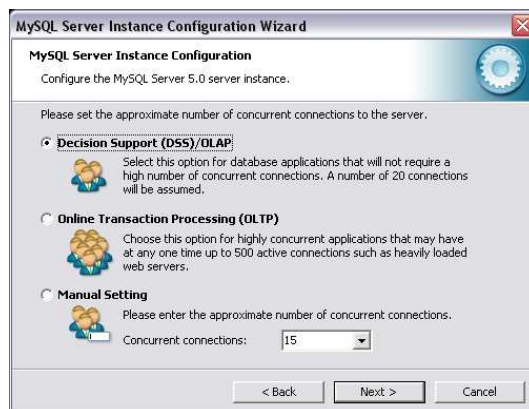 MySQL Server Instance Configuration Wizard
MySQL Server Instance Configuration
Configure the MySQL Server 5.0 server instance.
Please set the approximate number of concurrent connections to the server.
Decision Support (DSS)/OLAP
Select this option for database applications that will not require a
high number of concurrent connections. A number of 20 connections
will be assumed.
Online Transaction Processing (OLTP)
Choose this option for highly concurrent applications that may have
at any one time up to 500 active connections such as heavily loaded
web servers.
Manual Setting
Please enter the approximate number of concurrent connections.
Concurrent connections: 15
< Back Next > Cancel